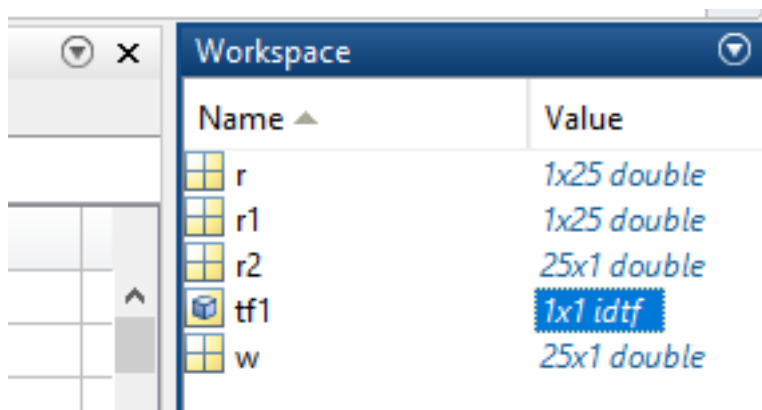 Workspace
Name Value
r 1x25 double
r1 1x25 double
r2 25x1 double
tf1 1x1 idtf
w 25x1 double